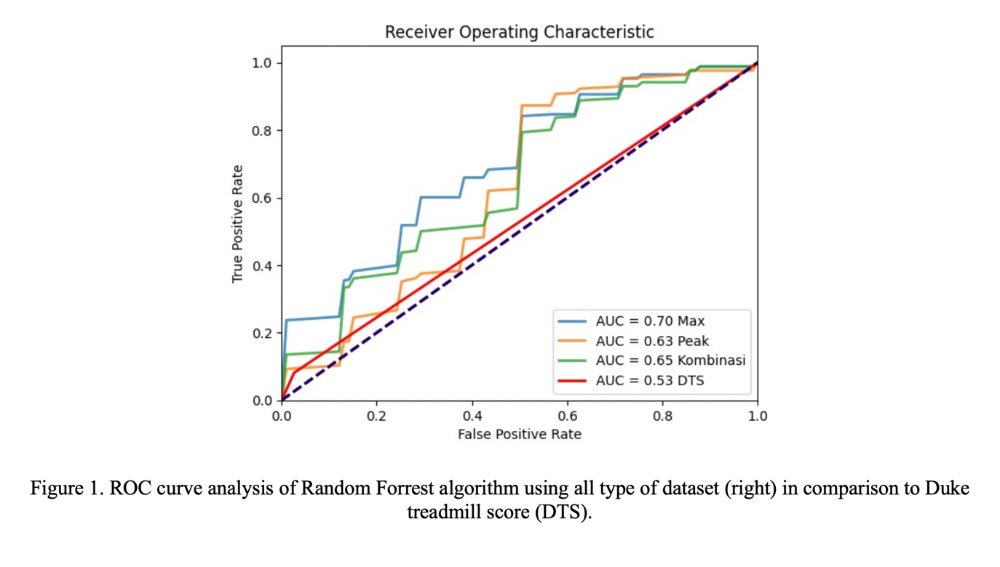 Receiver Operating Characteristic
1.0
0.8
0.6
0.4
0.2
0.0
True Positive Rate
0.0 0.2 0.4 0.6 0.8 1.0
False Positive Rate
AUC = 0.70 Max
AUC = 0.63 Peak
AUC = 0.65 Kombinasi
AUC = 0.53 DTS
Figure 1. ROC curve analysis of Random Forrest algorithm using all type of dataset (right) in comparison to Duke
treadmill score (DTS).